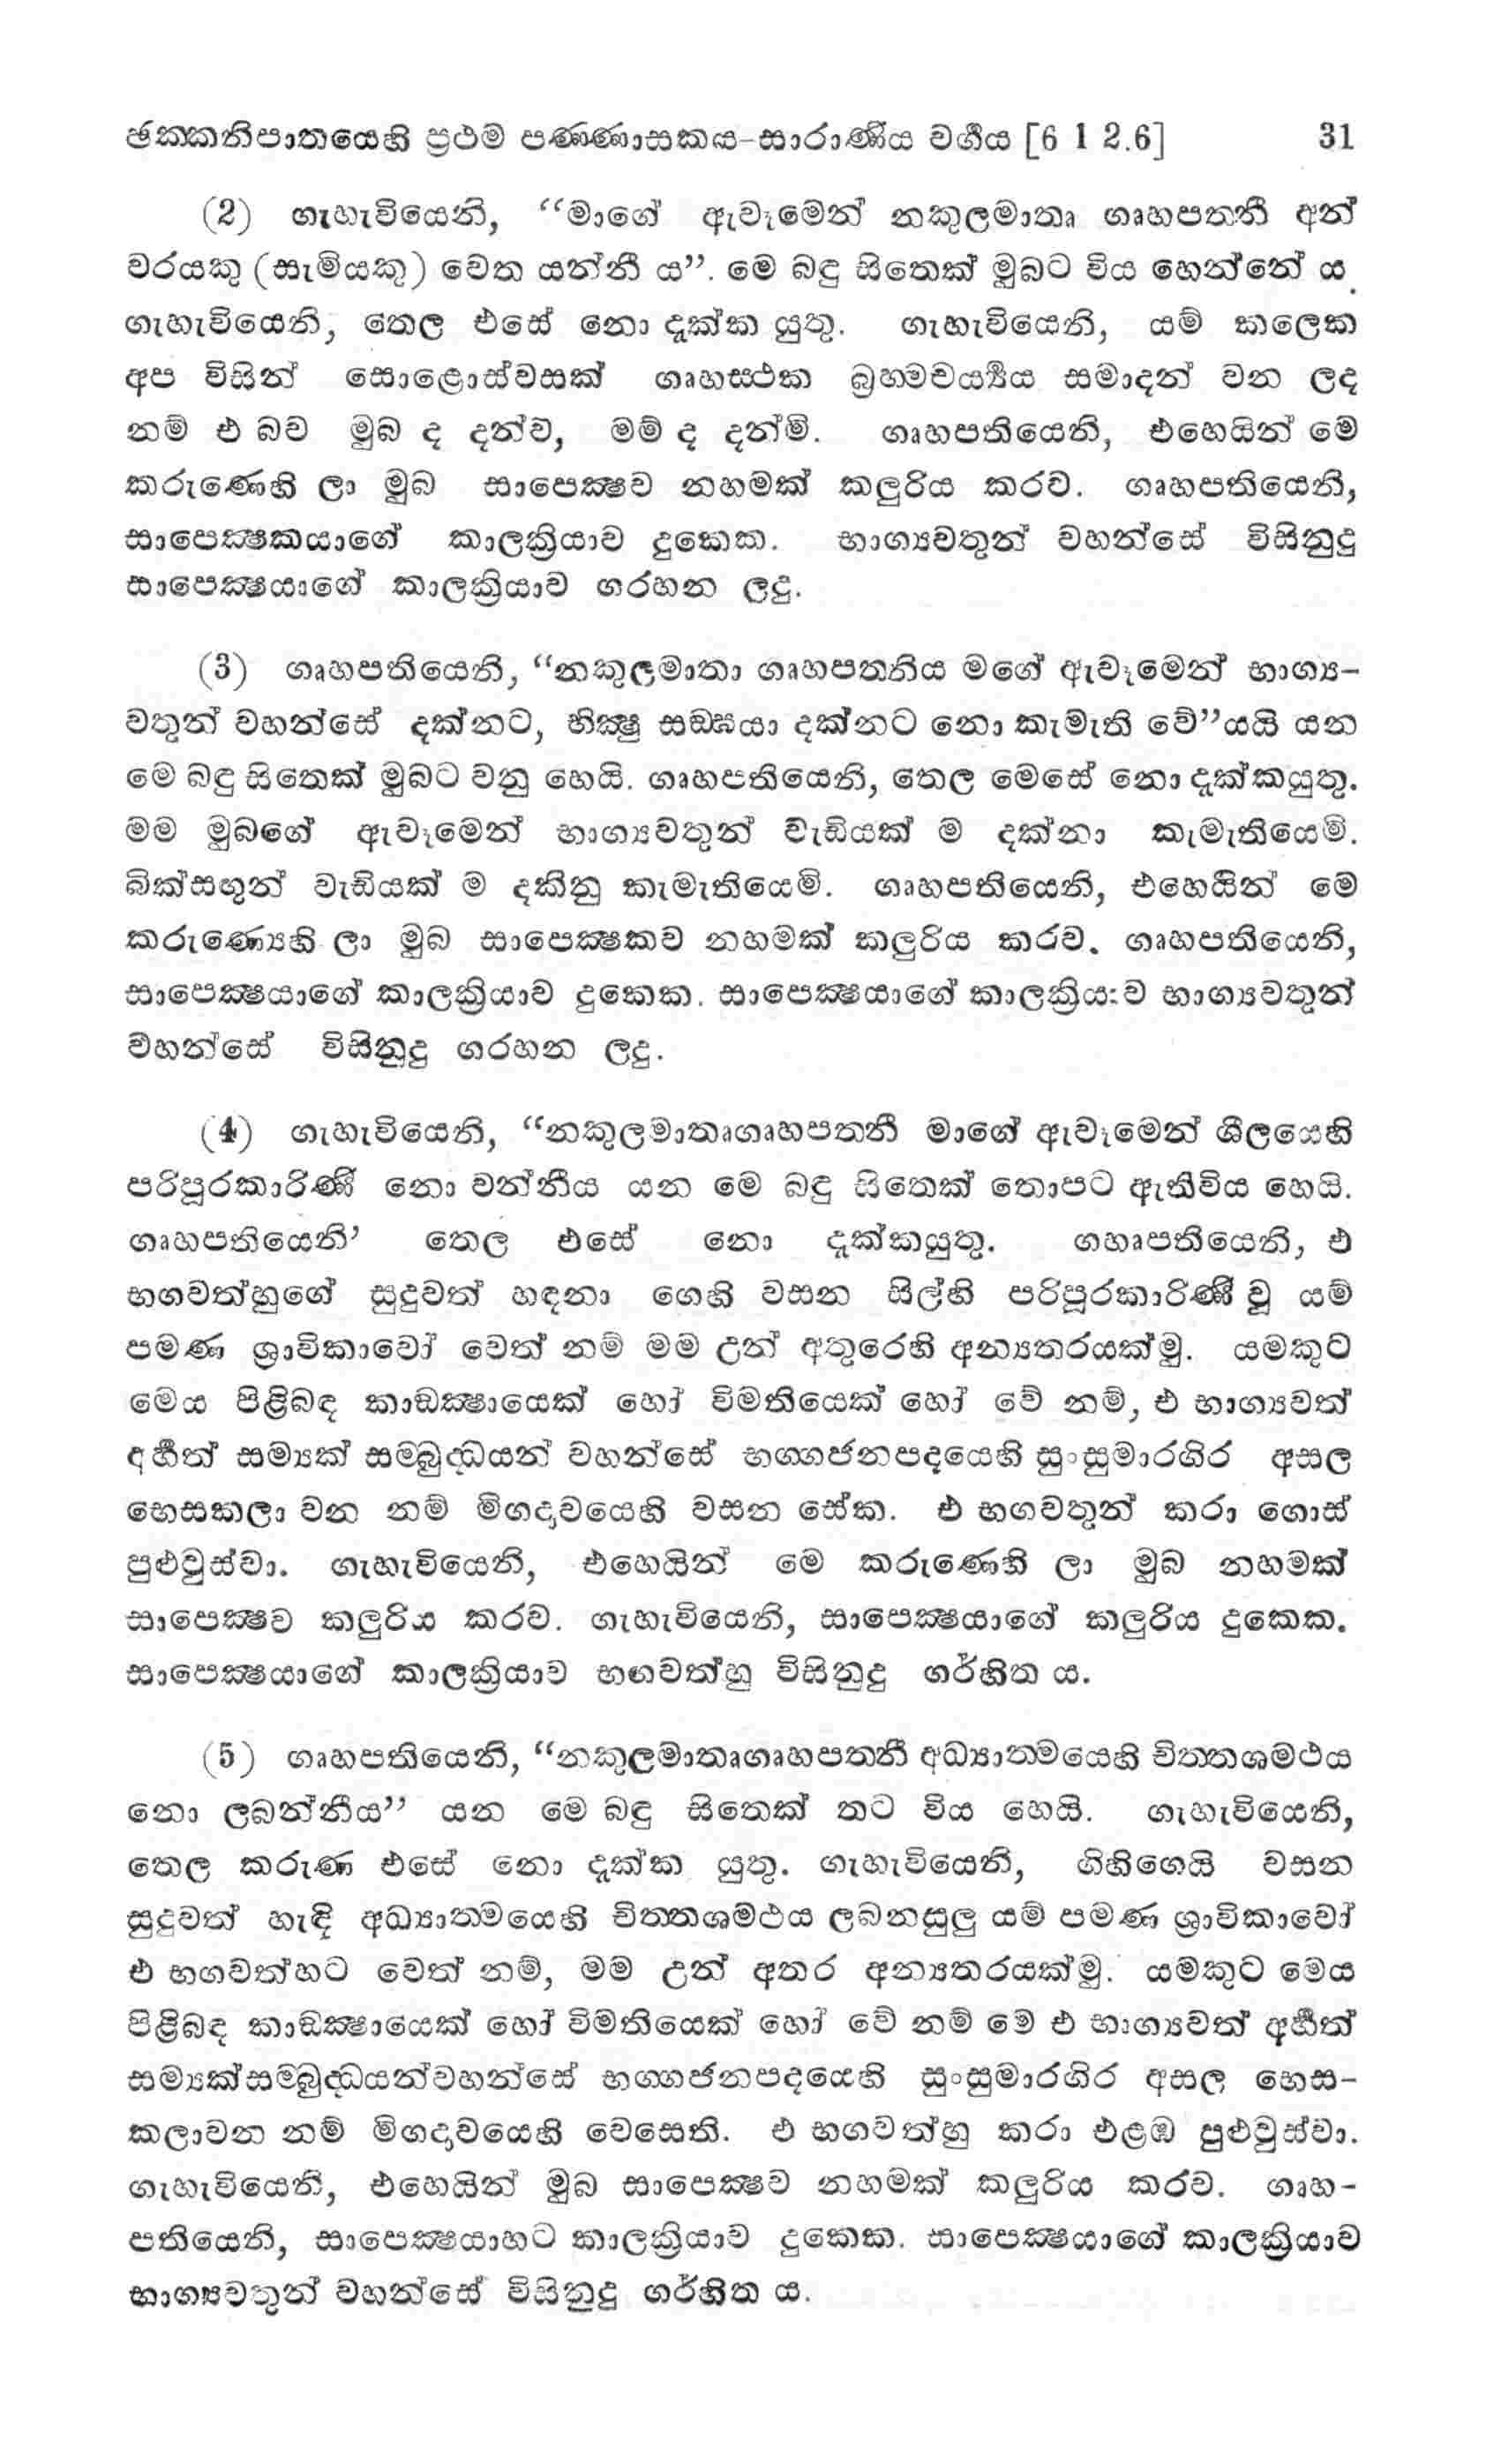 ඡක්කනිපාතයෙහි ප්‍රථම පණ්ණාසකය-සාරාණීය වර්‍ගය [6 1 2.6] 31
(2) ගැහැවියෙනි, “මාගේ ඇවෑමෙන් නකුලමාතෘ ගෘහපත්නී අන්
වරයකු (සැමියකු) වෙත යන්නී ය”. මෙ බඳු සිතෙක් මුබට විය හෙන්නේ ය.
ගැහැවියෙනි, තෙල එසේ නො දැක්ක යුතු. ගැහැවියෙනි, යම් කලෙක
අප විසින් සොළොස්වසක් ගෘහස්ථක බ්‍රහ්මචර්‍ය්‍යය සමාදන් වන ලද
නම් එ බව මුබ ද දන්ව, මම් ද දන්මි. ගෘහපතියෙනි, එහෙයින් මේ
කරුණෙහි ලා මුබ සාපෙක්‍ෂව නහමක් කලුරිය කරව. ගෘහපතියෙනි,
සාපෙක්‍ෂකයාගේ කාලක්‍රියාව දුකෙක. භාග්‍යවතුන් වහන්සේ විසිනුදු
සාපෙක්‍ෂයාගේ කාලක්‍රියාව ගරහන ලදු.
(3) ගෘහපතියෙනි, “නකුලමාතා ගෘහපතනිය මගේ ඇවෑමෙන් භාග්‍ය-
වතුන් වහන්සේ දක්නට, භික්‍ෂු සඞ්ඝයා දක්නට නො කැමැති වේ”යයි යන
මෙ බඳු සිතෙක් මුබට වනු හෙයි. ගෘහපතියෙනි, තෙල මෙසේ නො දැක්කයුතු.
මම මුබගේ ඇවෑමෙන් භාග්‍යවතුන් වැඩියක් ම දක්නා කැමැතියෙමි.
බික්සඟුන් වැඩියක් ම දකිනු කැමැතියෙමි. ගෘහපතියෙනි, එහෙයින් මේ
කරුණ්‍යෙහි ලා මුබ සාපෙක්‍ෂකව නහමක් කලුරිය කරව. ගෘහපතියෙනි,
සාපෙක්‍ෂයාගේ කාලක්‍රියාව දුකෙක. සාපෙක්‍ෂයාගේ කාලක්‍රියාව භාග්‍යවතුන්
වහන්සේ විසිනුදු ගරහන ලදු.
(4) ගැහැවියෙනි, “නකුලමාතෘගෘහපත්නී මාගේ ඇවෑමෙන් ශීලයෙහි
පරිපූරකාරිණී නො වන්නීය යන මෙ බඳු සිතෙක් තොපට ඇතිවිය හෙයි.
ගෘහපතියෙනි’ තෙල එසේ නො දැක්කයුතු. ගහෘපතියෙනි, එ
භගවත්හුගේ සුදුවත් හඳනා ගෙහි වසන සිල්හි පරිපූරකාරිණී වූ යම්
පමණ ශ්‍රාවිකාවෝ වෙත් නම් මම උන් අතුරෙහි අන්‍යතරයක්මු. යමකුට
මෙය පිළිබඳ කාඞ්ක්‍ෂායෙක් හෝ විමතියෙක් හෝ වේ නම්, එ භාග්‍යවත්
අර්‍හත් සම්‍යක් සම්බුද්ධයන් වහන්සේ භග්ගජනපදයෙහි සුංසුමාරගිර අසල
භෙසකලා වන නම් මිගදාවයෙහි වසන සේක. එ භගවතුන් කරා ගොස්
පුළුවුස්වා. ගැහැවියෙනි, එහෙයින් මෙ කරුණෙහි ලා මුබ නහමක්
සාපෙක්‍ෂව කලුරිය කරව. ගැහැවියෙනි, සාපෙක්‍ෂයාගේ කලුරිය දුකෙක.
සාපෙක්‍ෂයාගේ කාලක්‍රියාව භගවත්හු විසිනුදු ගර්හිත ය.
(5) ගෘහපතියෙනි, “නකුලමාතෘගෘහපත්නී අධ්‍යාත්මයෙහි චිත්තශමථය
නො ලබන්නීය” යන මෙ බඳු සිතෙක් තට විය හෙයි. ගැහැවියෙනි,
තෙල කරුණ එසේ නො දැක්ක යුතු. ගැහැවියෙනි, ගිහිගෙයි වසන
සුදුවත් හැඳි අධ්‍යාත්මයෙහි චිත්තශමථය ලබනසුලු යම් පමණ ශ්‍රාවිකාවෝ
එ භගවත්හට වෙත් නම්, මම උන් අතර අන්‍යතරයක්මු. යමකුට මෙය
පිළිබඳ කාඞ්ක්‍ෂායෙක් හෝ විමතියෙක් හෝ වේ නම් මේ එ භාග්‍යවත් අර්‍හත්
සම්‍යක්සම්බුද්ධයන්වහන්සේ භග්ගජනපදයෙහි සුංසුමාරගිර අසල භෙස-
කලාවන නම් මිගදාවයෙහි වෙසෙති. එ භගවත්හු කරා එළඹ පුළුවුස්වා.
ගැහැවියෙනි, එහෙයින් මුබ සාපෙක්‍ෂව නහමක් කලුරිය කරව. ගෘහ-
පතියෙනි, සාපෙක්‍ෂයාහට කාලක්‍රියාව දුකෙක. සාපෙක්‍ෂයාගේ කාලක්‍රියාව
භාග්‍යවතුන් වහන්සේ විසිනුදු ගර්හිත ය.